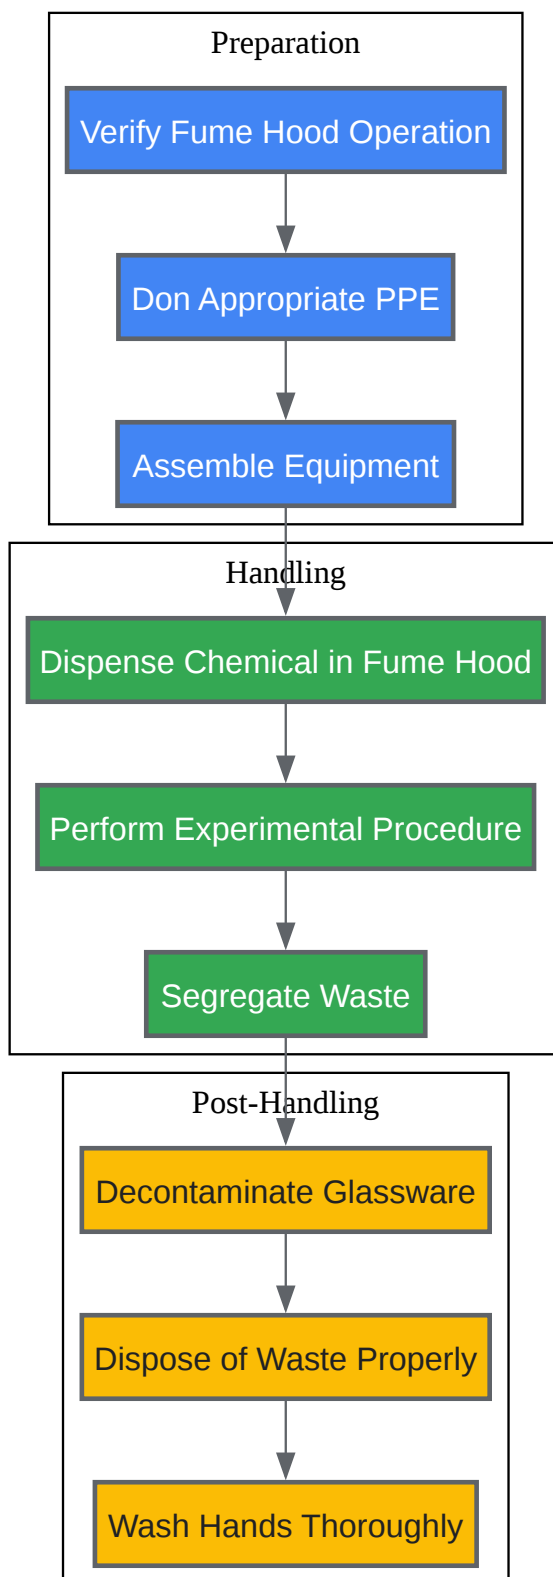 Preparation
Verify Fume Hood Operation
Don Appropriate PPE
Assemble Equipment
Handling
Dispense Chemical in Fume Hood
Perform Experimental Procedure
Segregate Waste
Post-Handling
Decontaminate Glassware
Dispose of Waste Properly
Wash Hands Thoroughly